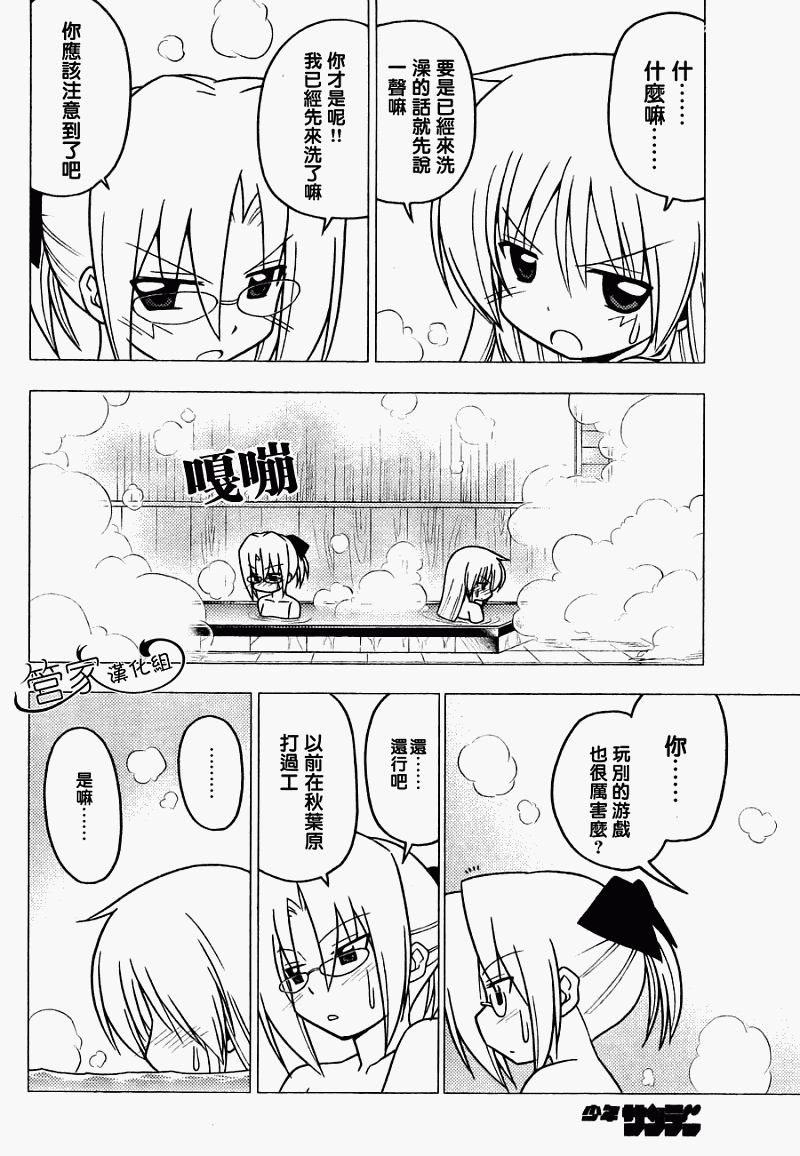 什……
什麼嘛……
要是已經來洗
澡的話就先說
一聲嘛
你才是呢!!
我已經先來洗了嘛
你應該注意到了吧
嘎嘣
管家漢化組
你……
玩別的游戲
也很厲害麼？
還……
還行吧
以前在秋葉原
打過工
………
是嘛……
少年サンデー